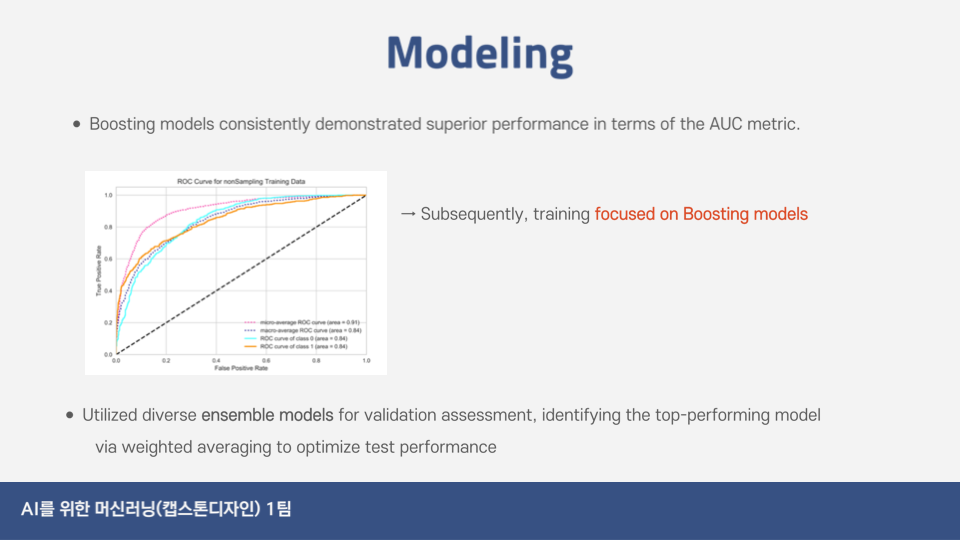 Modeling
• Boosting models consistently demonstrated superior performance in terms of the AUC metric.
ROC Curve for nonSampling Training Data
→ Subsequently, training focused on Boosting models
True Positive Rate
1.0
0.8
0.6
0.4
0.2
0.0
micro-average ROC curve (area = 0.91)
macro-average ROC curve (area = 0.84)
ROC curve of class 0 (area = 0.84)
ROC curve of class 1 (area = 0.84)
0.0 0.2 0.4 0.6 0.8 1.0
False Positive Rate
• Utilized diverse ensemble models for validation assessment, identifying the top-performing model
via weighted averaging to optimize test performance
AI를 위한 머신러닝(캡스톤디자인) 1팀